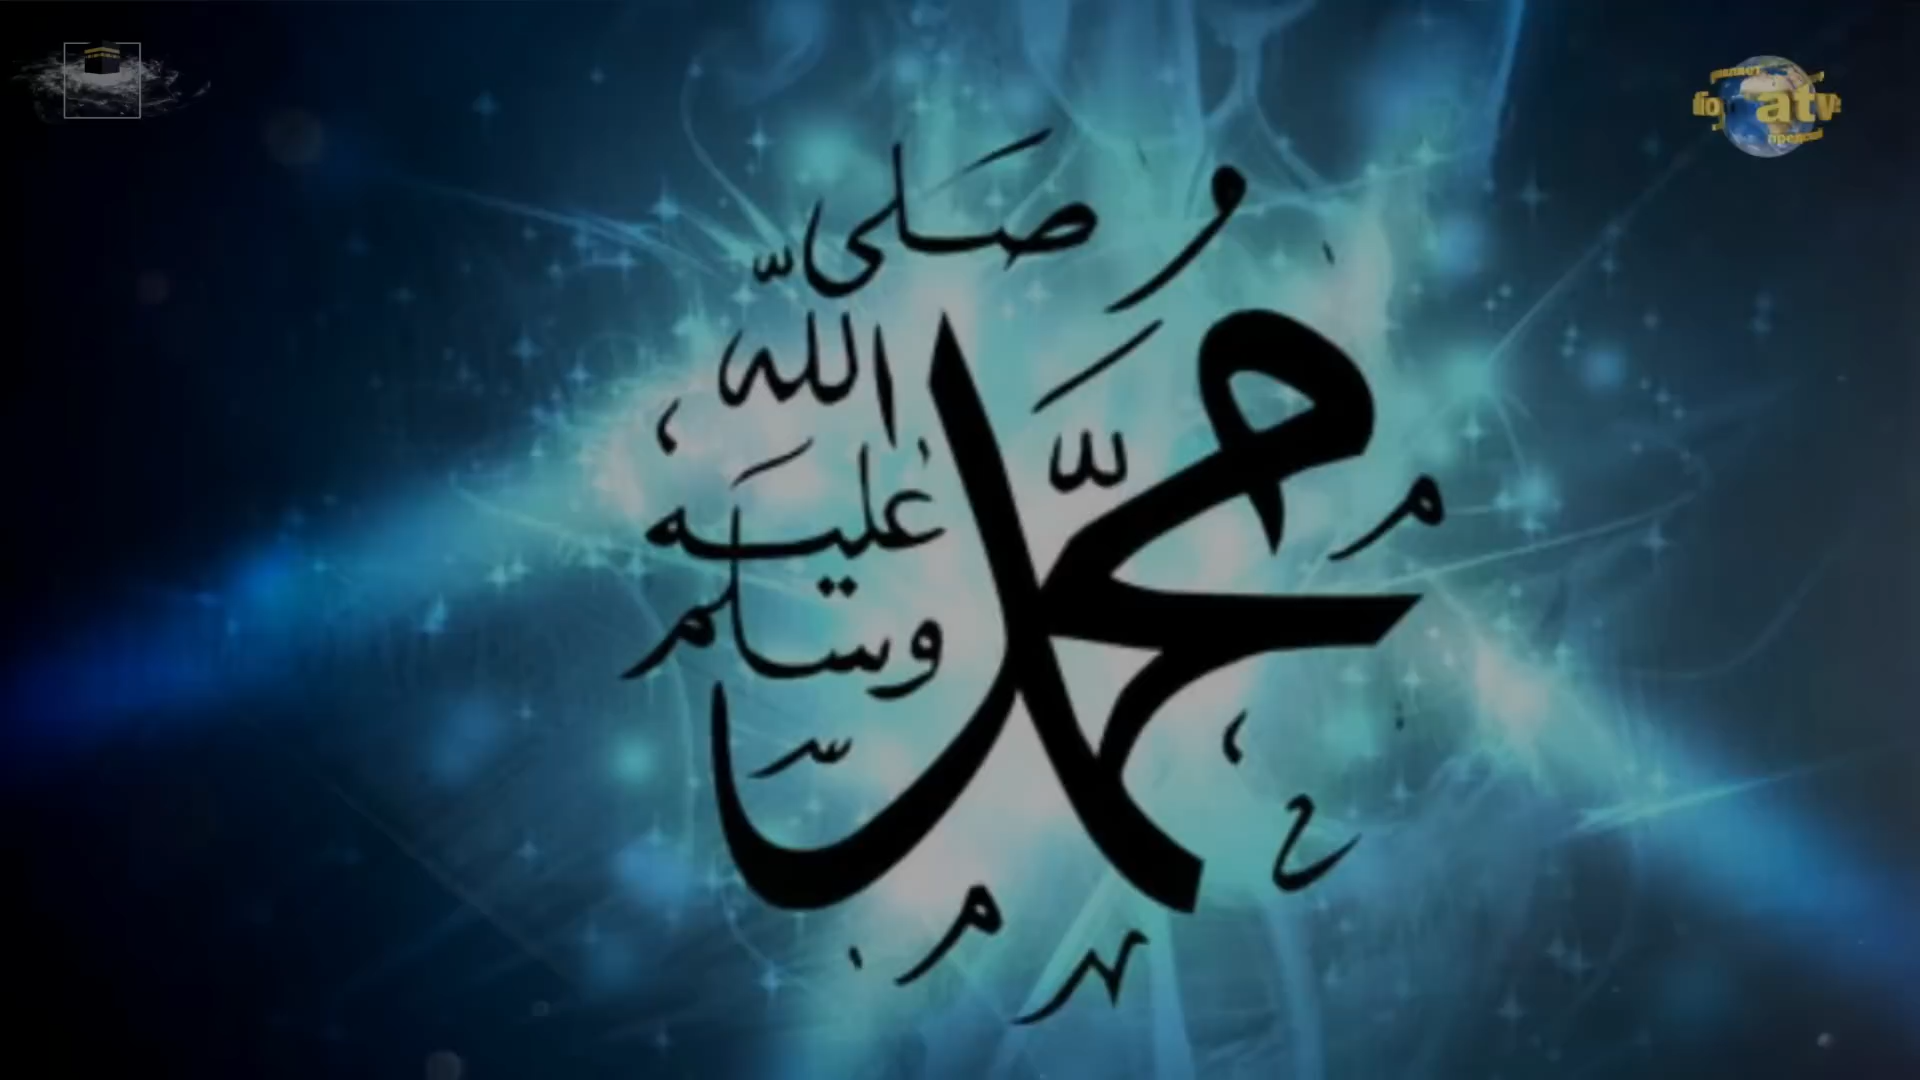 محمد
صلى
الله
عليه
وسلم
atv